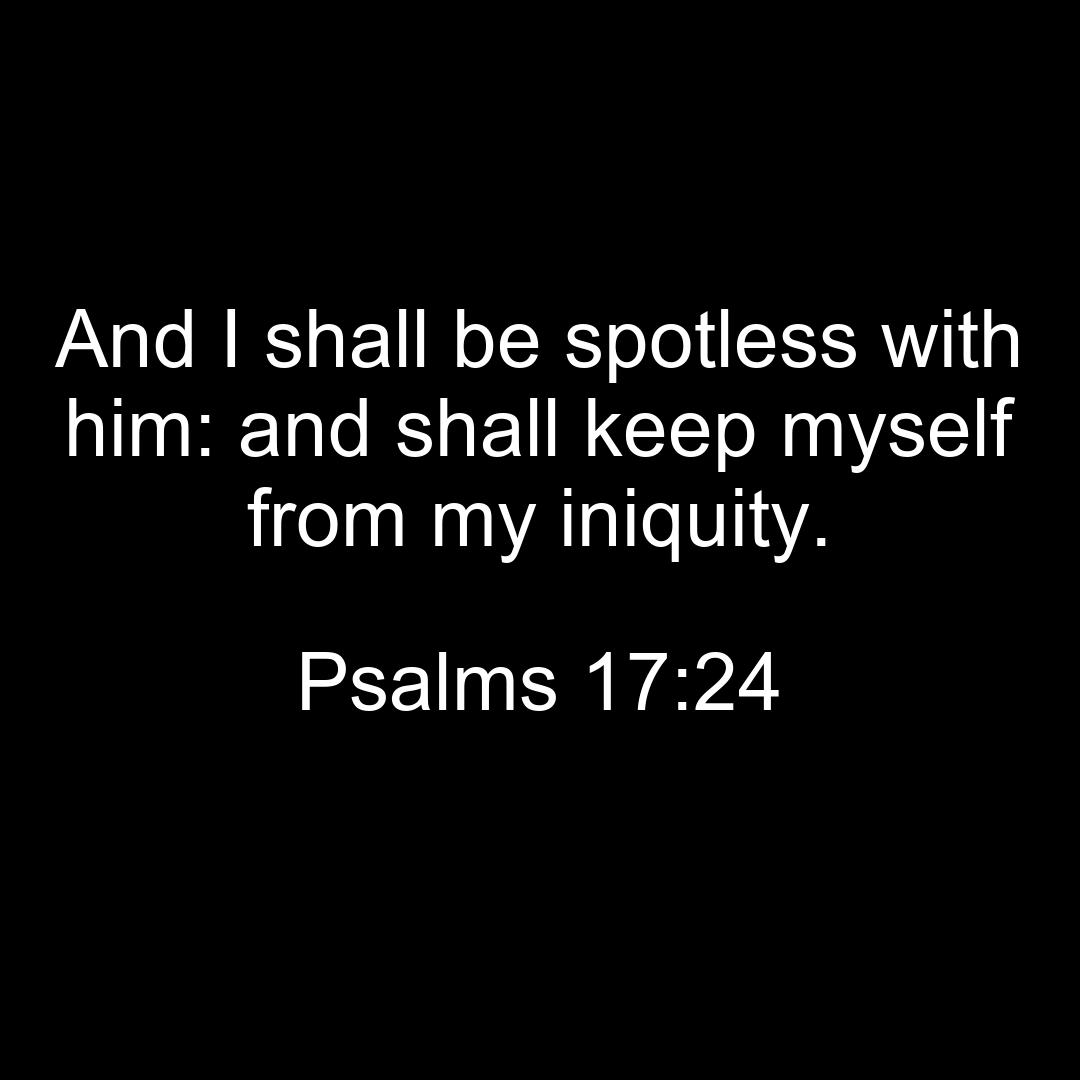 And I shall be spotless with
him: and shall keep myself
from my iniquity.
Psalms 17:24